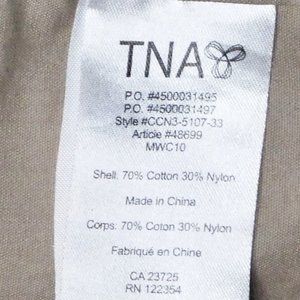 TNA
P.O. #4500031495
P.O. #4500031497
Style #CCN3-5107-33
Article #48699
MWC10
Shell: 70% Cotton 30% Nylon
Made in China
Corps: 70% Coton 30% Nylon
Fabriqué en Chine
CA 23725
RN 122354